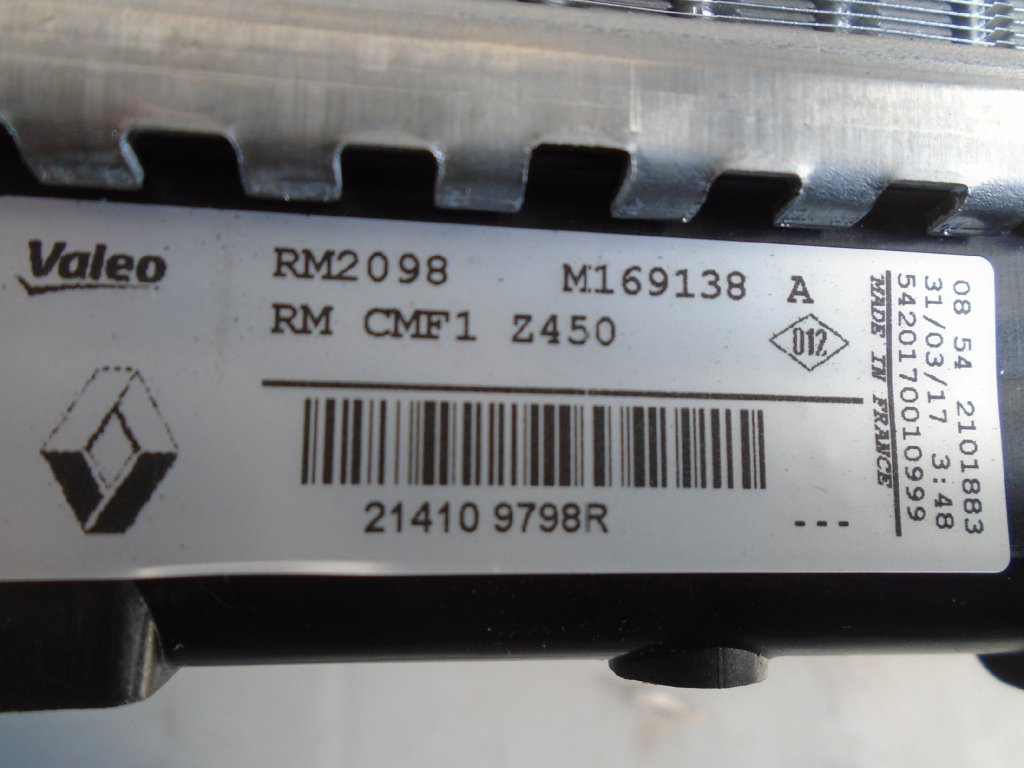 Valeo
RM2098 M169138 A
RM CMF1 Z450
012
21410 9798R
---
MADE IN FRANCE
5420170010999
31/03/17 3:48
08 54 2101883